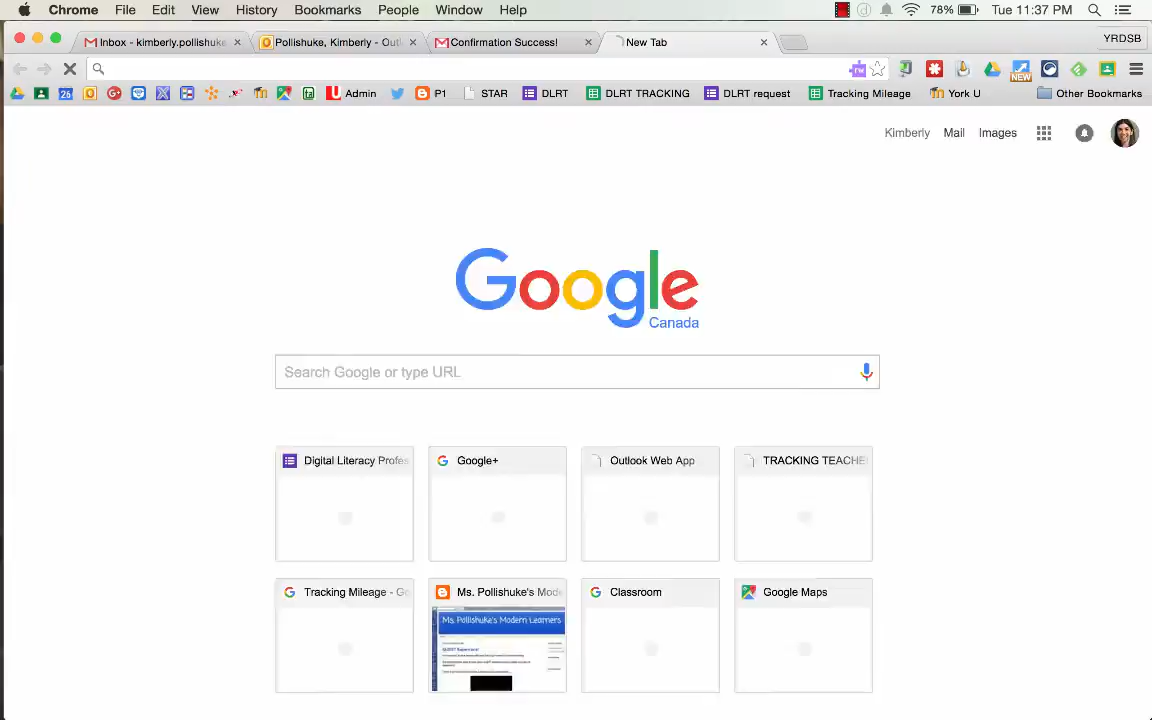 Chrome File Edit View History Bookmarks People Window Help 78% Tue 11:37 PM
Inbox - kimberly.pollishuke Pollishuke, Kimberly - Out Confirmation Success! New Tab YRDSB
NEW
26 Admin P1 STAR DLRT DLRT TRACKING DLRT request Tracking Mileage York U Other Bookmarks
Kimberly Mail Images
Google
Canada
Search Google or type URL
Digital Literacy Profes Google+ Outlook Web App TRACKING TEACHE
Tracking Mileage - Go Ms. Pollishuke's Mode Classroom Google Maps
Ms. Pollishuke's Modern Learners